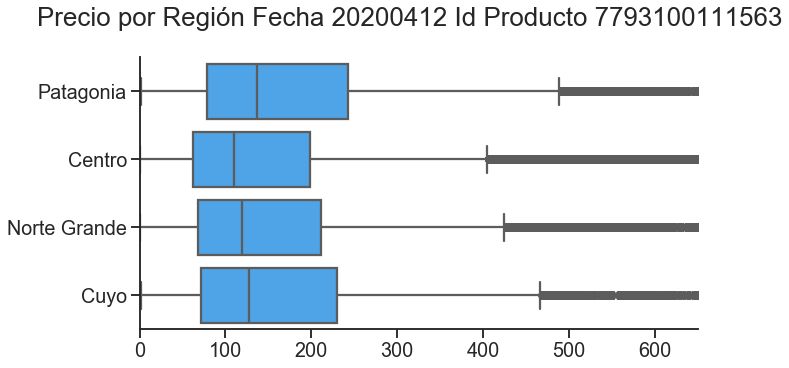 Precio por Región Fecha 20200412 Id Producto 7793100111563
Patagonia
Centro
Norte Grande
Cuyo
0 100 200 300 400 500 600